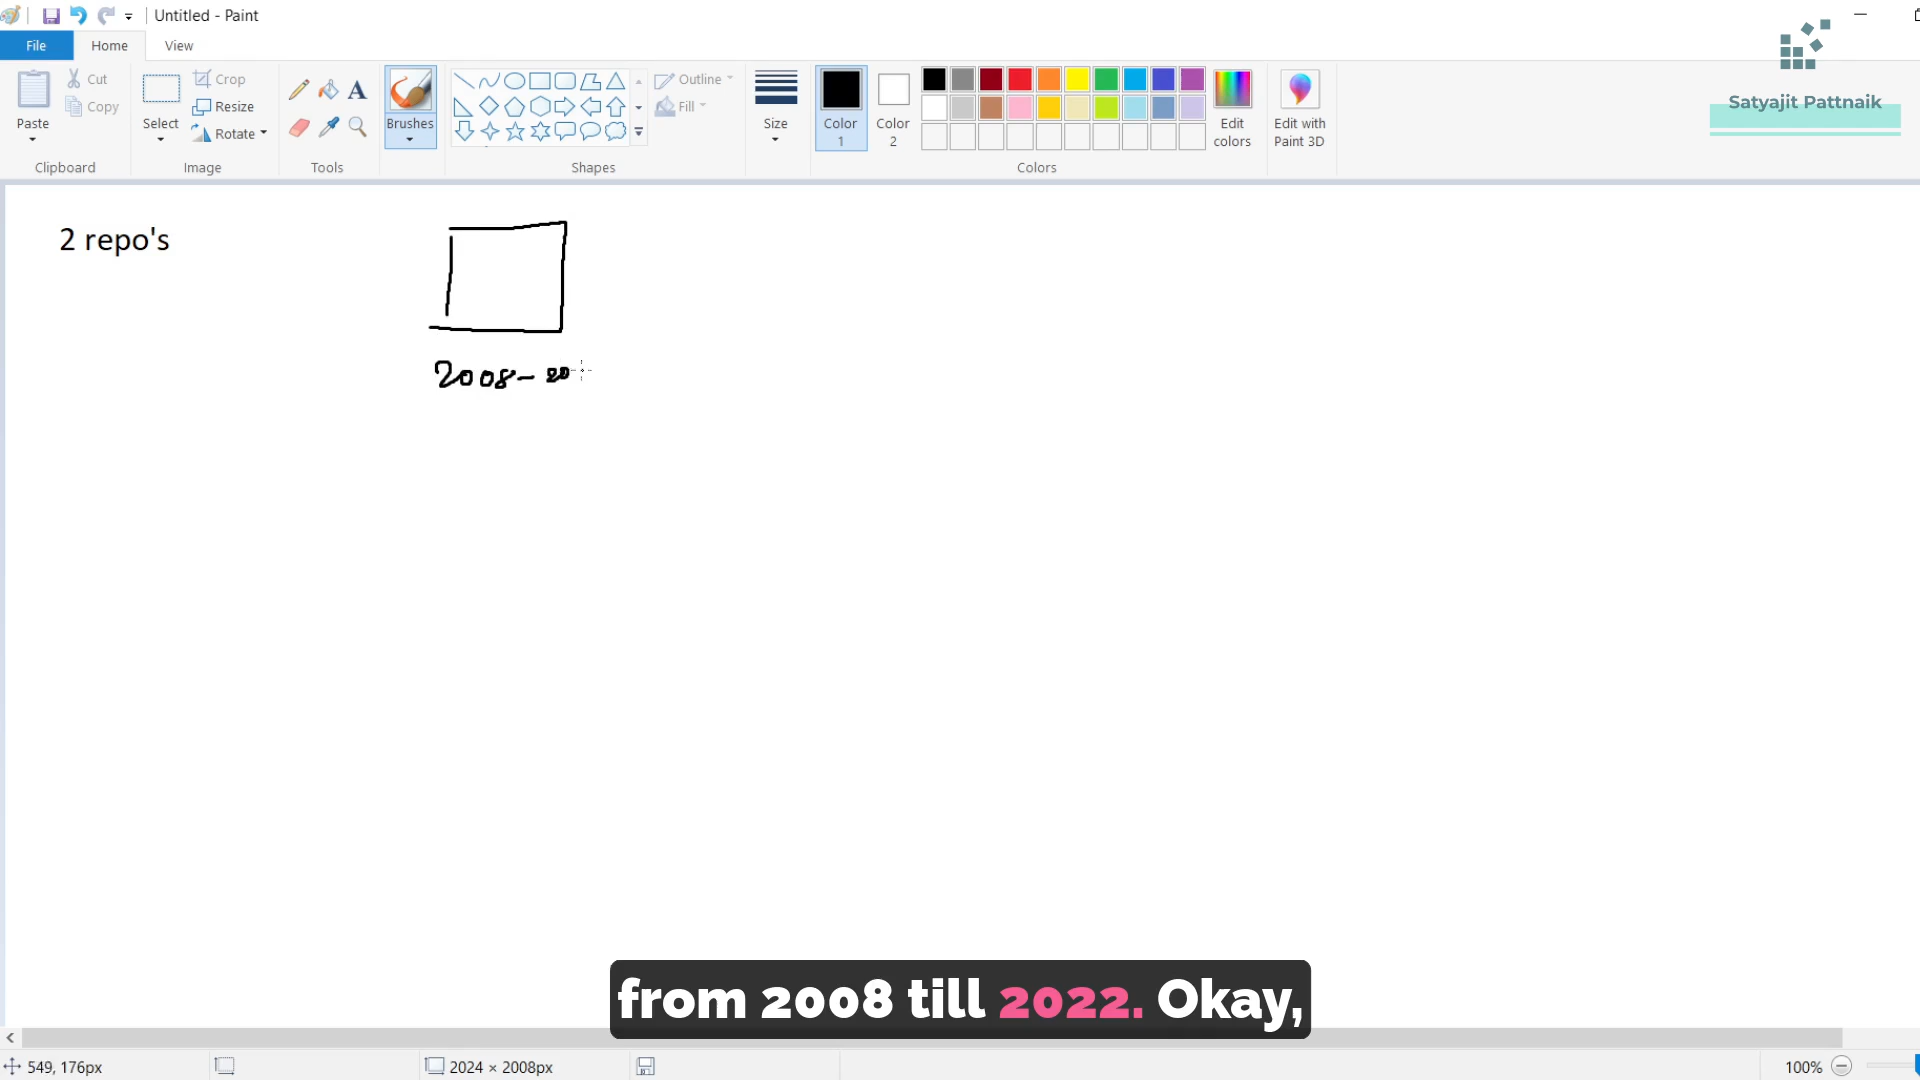 Untitled - Paint
File Home View
Paste
Cut
Copy
Clipboard
Select
Crop
Resize
Rotate
Image
A
Tools
Brushes
Outline
Fill
Shapes
Size
Color 1
Color 2
Edit colors
Colors
Edit with Paint 3D
Satyajit Pattnaik
2 repo's
2008 - 20
from 2008 till 2022. Okay,
549, 176px
2024 × 2008px
100%